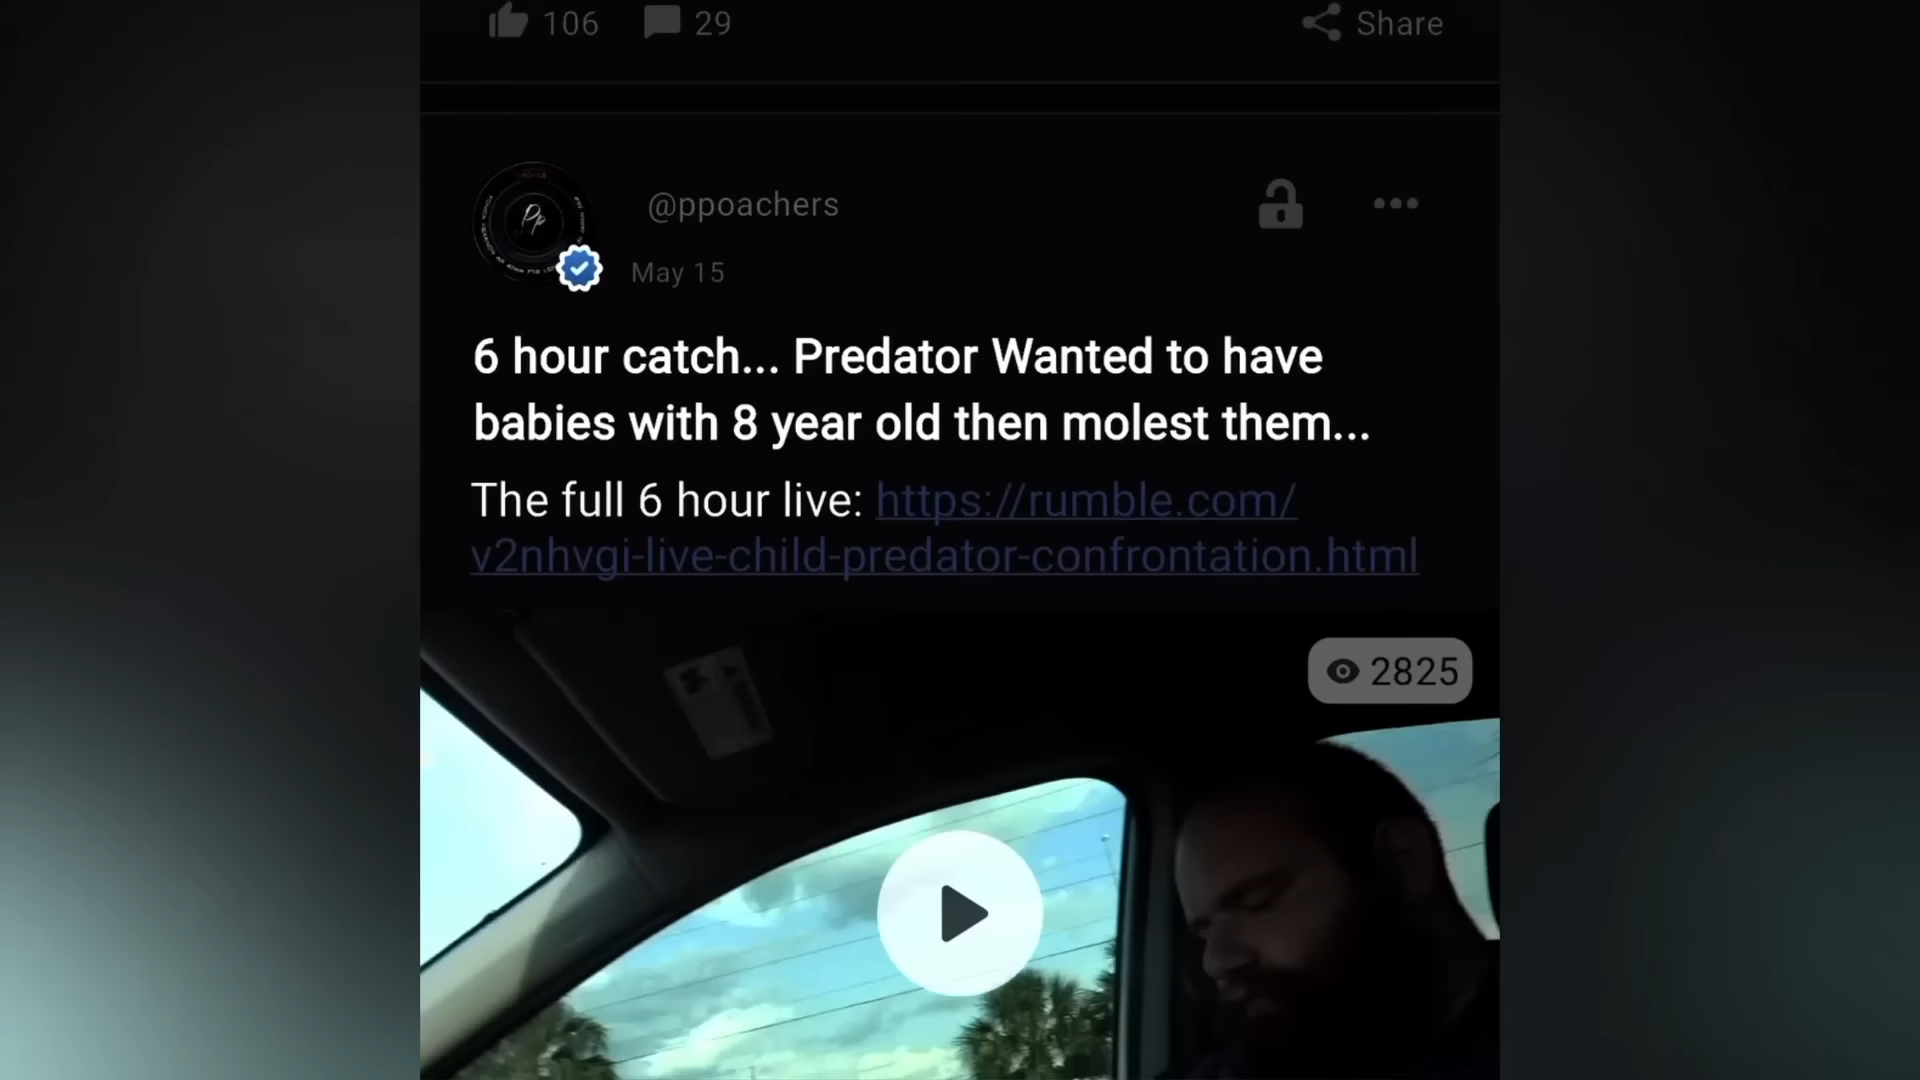 106 29 Share
@ppoachers
Pp
May 15
6 hour catch... Predator Wanted to have
babies with 8 year old then molest them...
The full 6 hour live: https://rumble.com/
v2nhvgi-live-child-predator-confrontation.html
2825